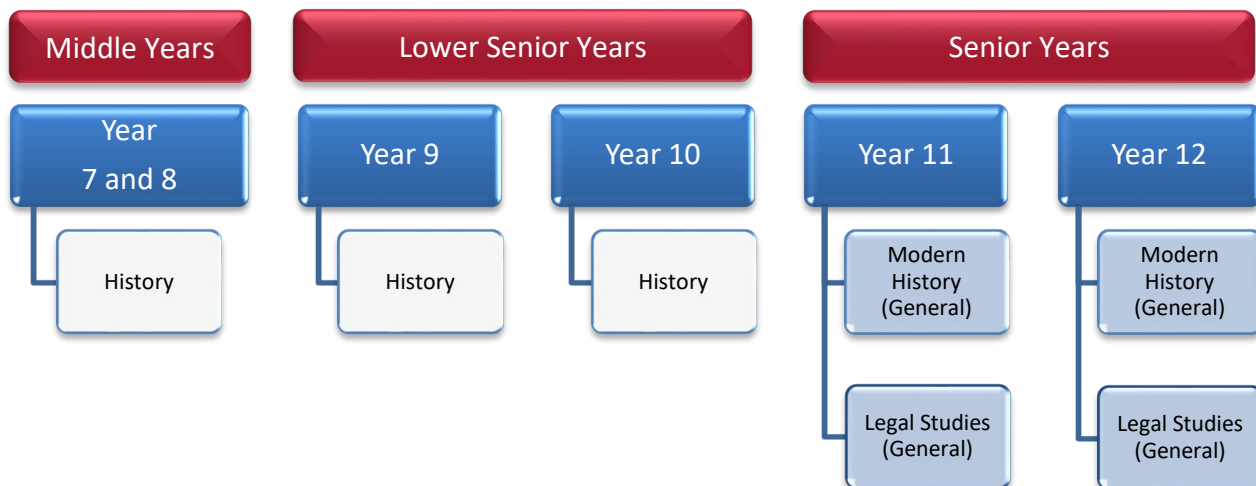 Middle Years
Lower Senior Years
Senior Years
Year
7 and 8
Year 9
Year 10
Year 11
Year 12
History
History
History
Modern
History
(General)
Modern
History
(General)
Legal Studies
(General)
Legal Studies
(General)